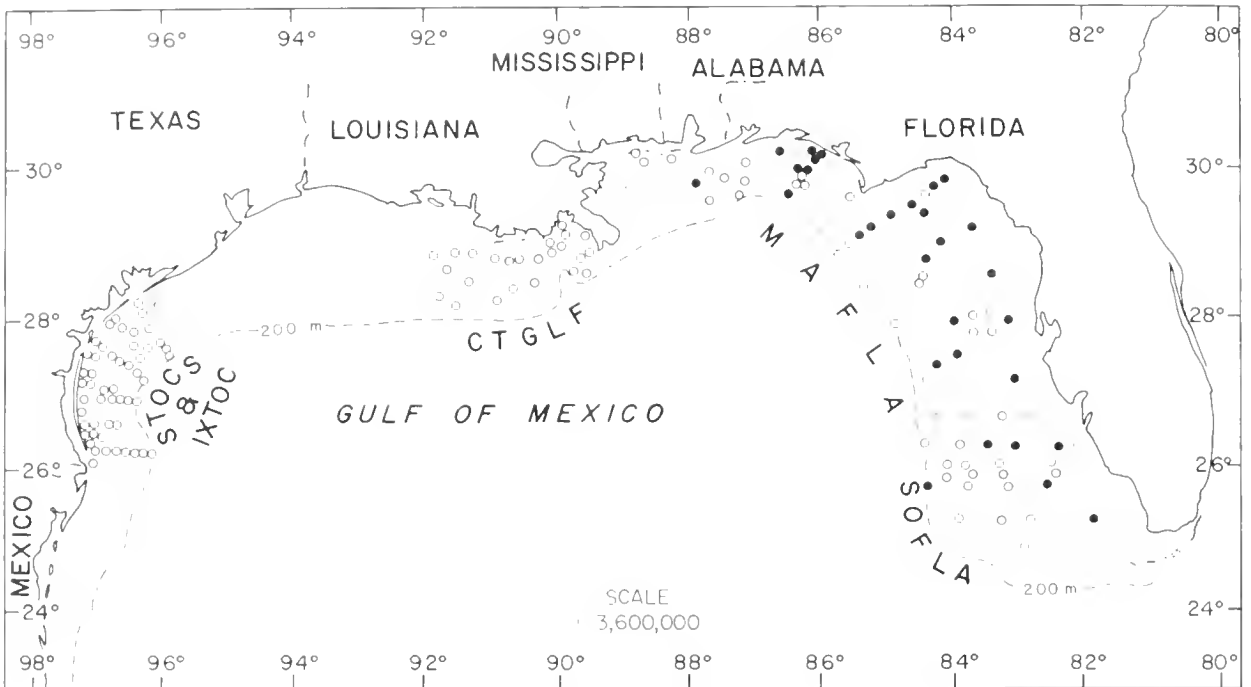 98° 96° 94° 90° 88° 86° 84° 82° 80°
MISSISSIPPI ALABAMA
TEXAS LOUISIANA FLORIDA
30° 30°
MAFLA
28° 200 m CTGLF 28°
STOCS & IXTOC
GULF OF MEXICO
26° 26°
SOFLA
MEXICO
200 m
SCALE
3,600,000
24° 24°
98° 96° 94° 90° 88° 86° 84° 82° 80°